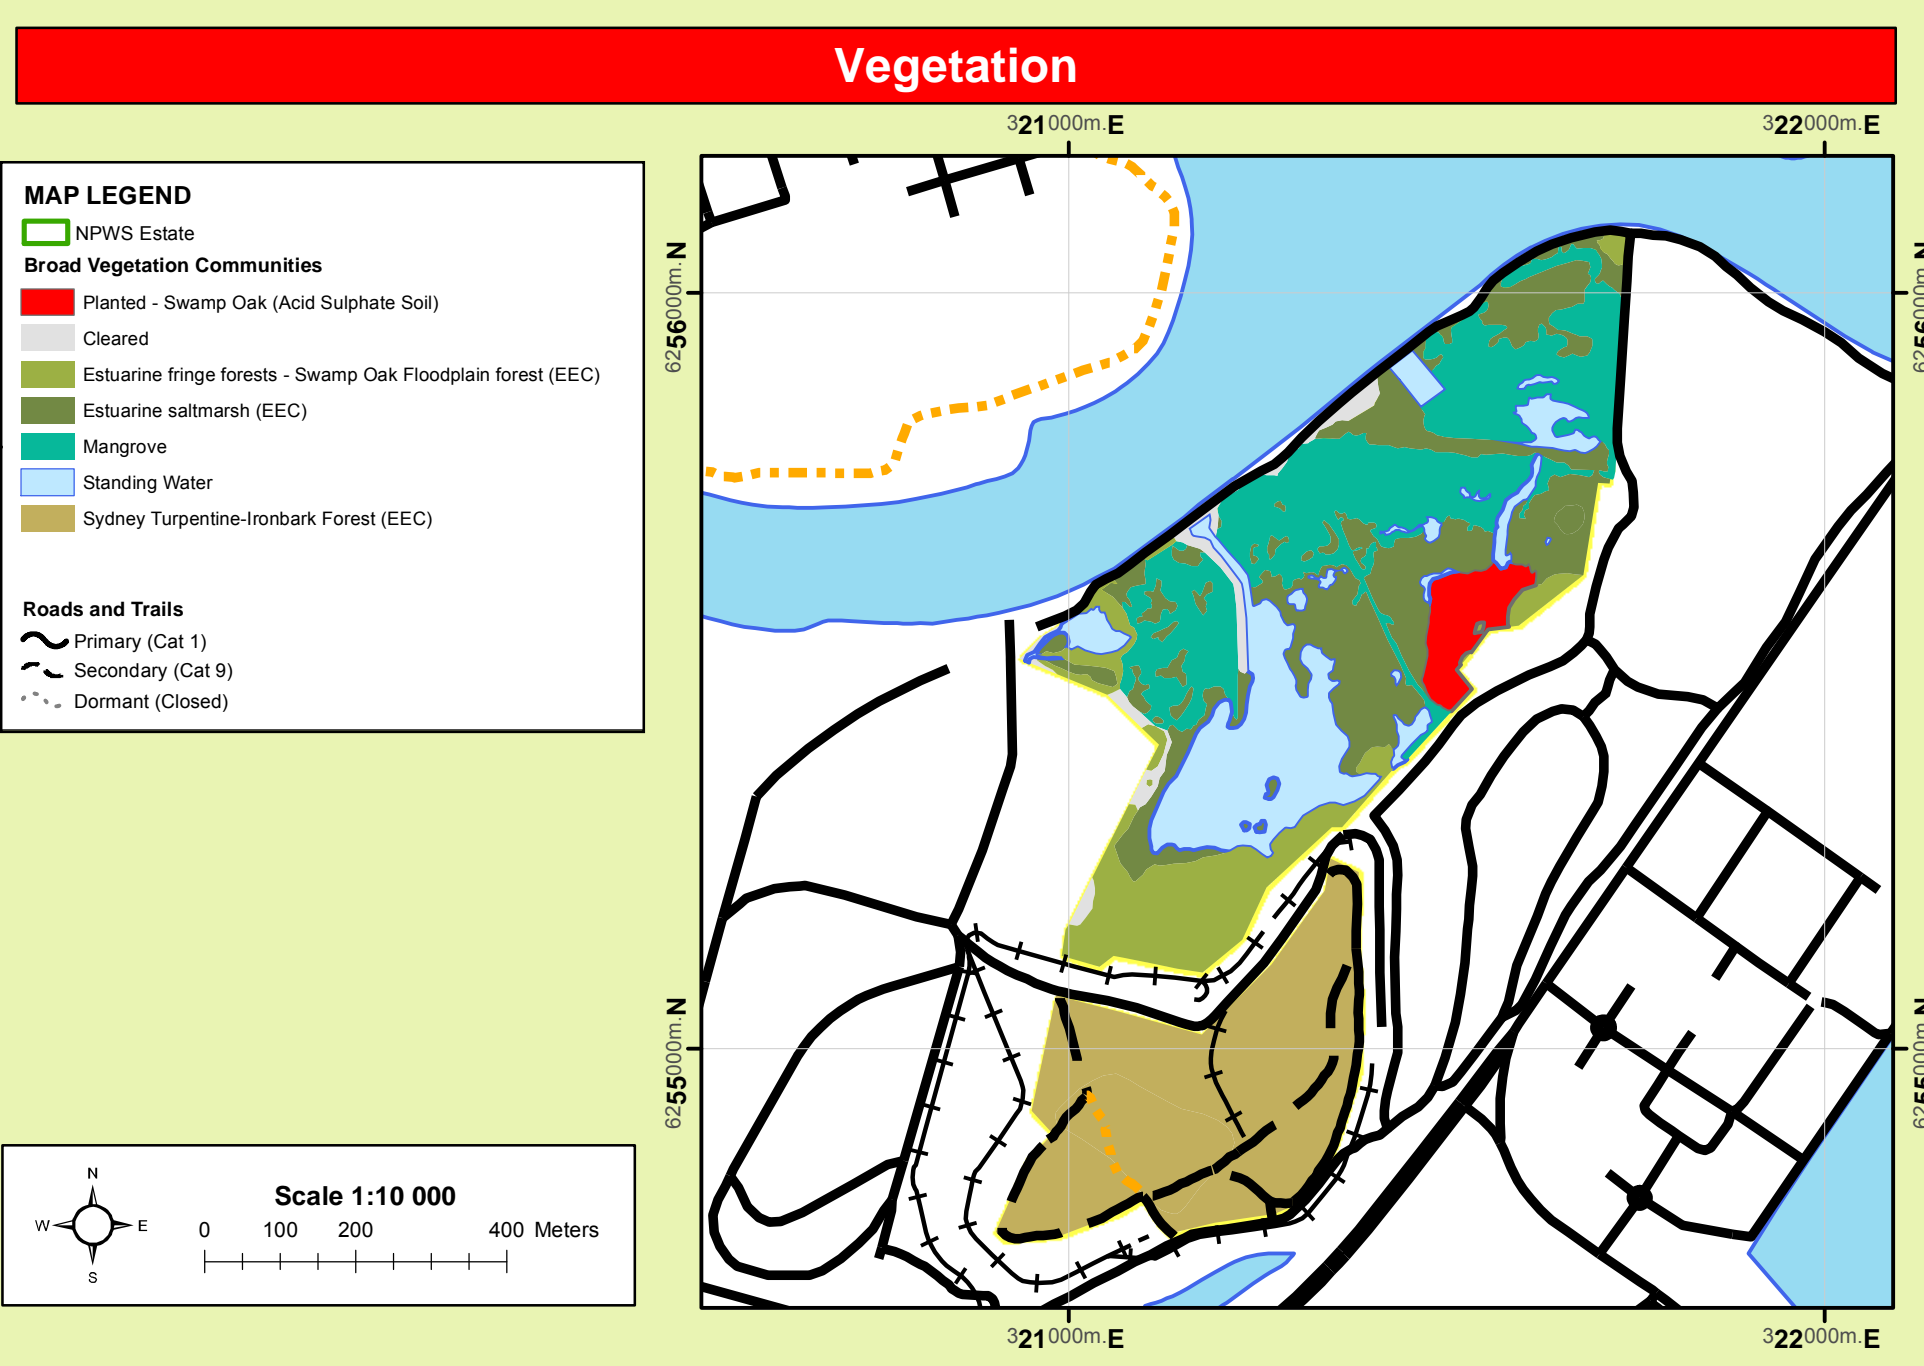 Vegetation
321000m.E 322000m.E
MAP LEGEND
NPWS Estate
Broad Vegetation Communities
Planted - Swamp Oak (Acid Sulphate Soil)
Cleared
Estuarine fringe forests - Swamp Oak Floodplain forest (EEC)
Estuarine saltmarsh (EEC)
Mangrove
Standing Water
Sydney Turpentine-Ironbark Forest (EEC)
Roads and Trails
Primary (Cat 1)
Secondary (Cat 9)
Dormant (Closed)
6256000m.N
6256000m.N
6255000m.N
6255000m.N
N
W E
S
Scale 1:10 000
0 100 200 400 Meters
321000m.E 322000m.E